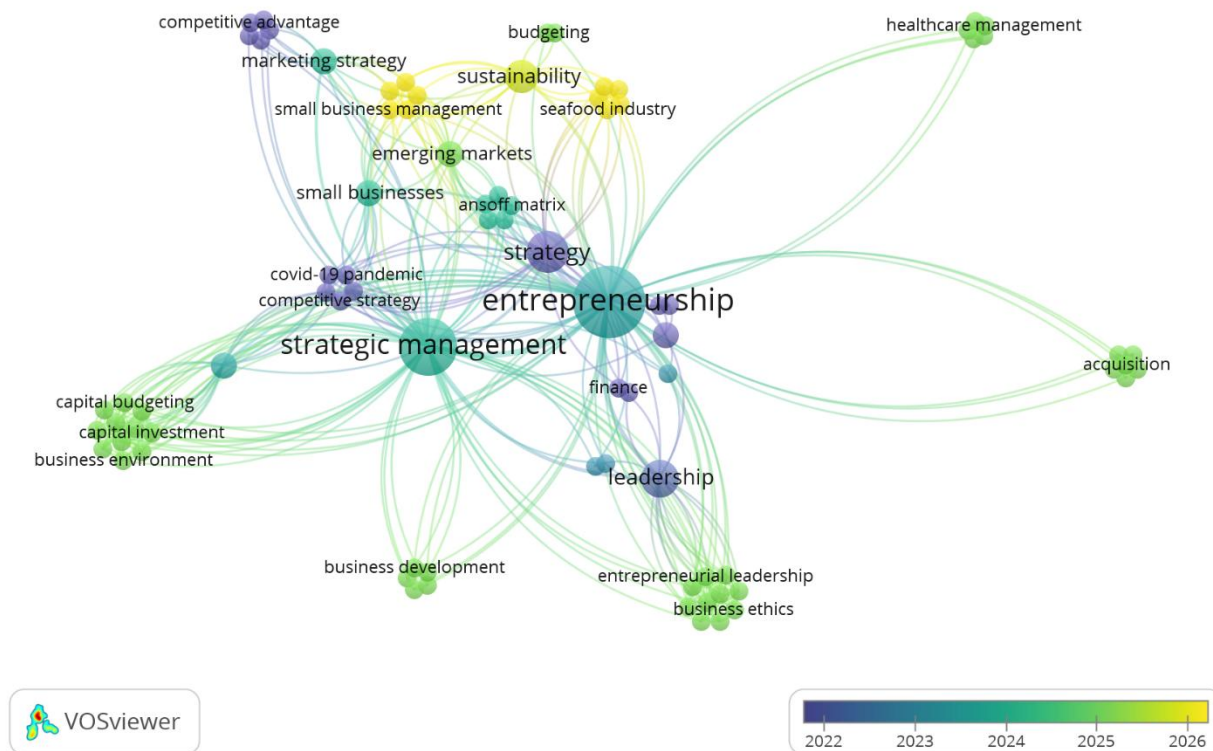 competitive advantage
healthcare management
budgeting
marketing strategy
sustainability
small business management
seafood industry
emerging markets
small businesses
ansoff matrix
strategy
covid-19 pandemic
competitive strategy
entrepreneurship
strategic management
acquisition
finance
capital budgeting
capital investment
business environment
leadership
business development
entrepreneurial leadership
business ethics
VOSviewer
2022
2023
2024
2025
2026